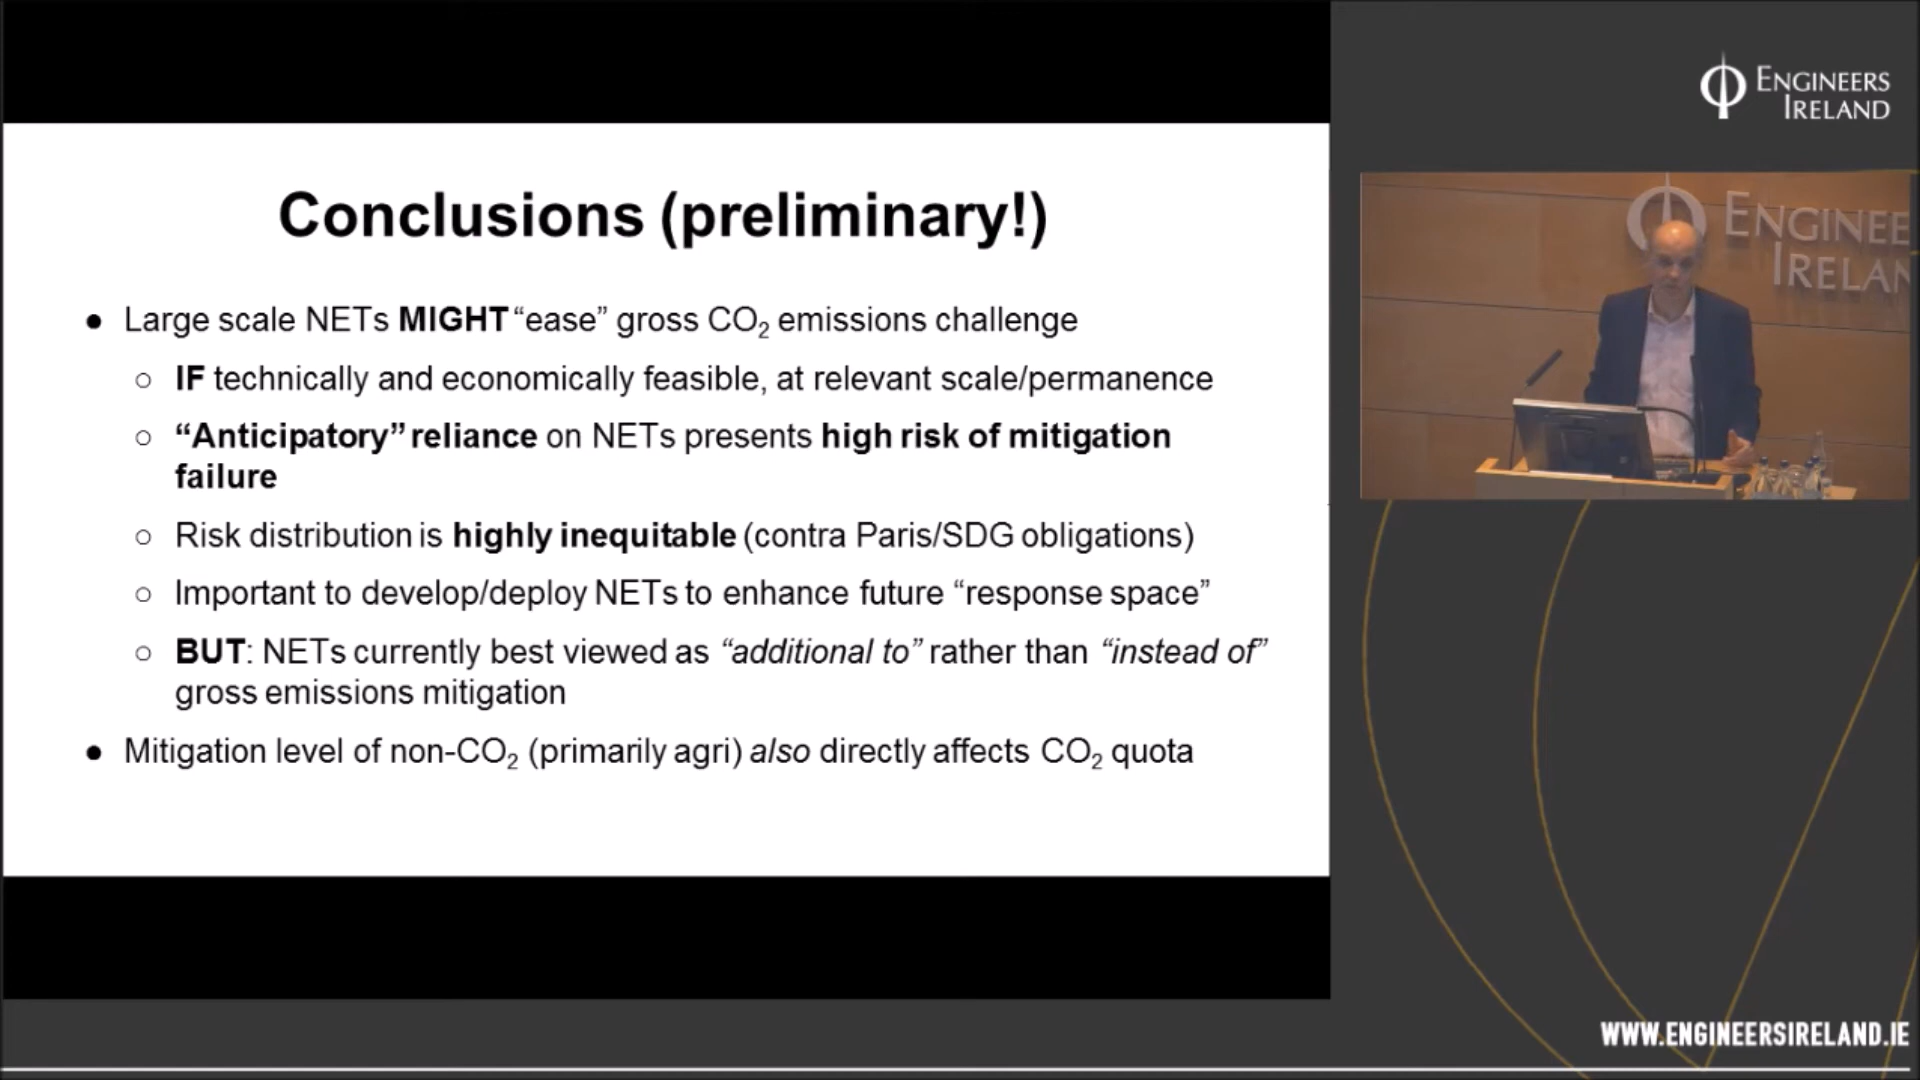 Conclusions (preliminary!)
● Large scale NETs MIGHT “ease” gross CO₂ emissions challenge
○ IF technically and economically feasible, at relevant scale/permanence
○ “Anticipatory” reliance on NETs presents high risk of mitigation
failure
○ Risk distribution is highly inequitable (contra Paris/SDG obligations)
○ Important to develop/deploy NETs to enhance future “response space”
○ BUT: NETs currently best viewed as “additional to” rather than “instead of”
gross emissions mitigation
● Mitigation level of non-CO₂ (primarily agri) also directly affects CO₂ quota
ENGINEERS
IRELAND
ENGINEE
IRELAN
WWW.ENGINEERSIRELAND.IE